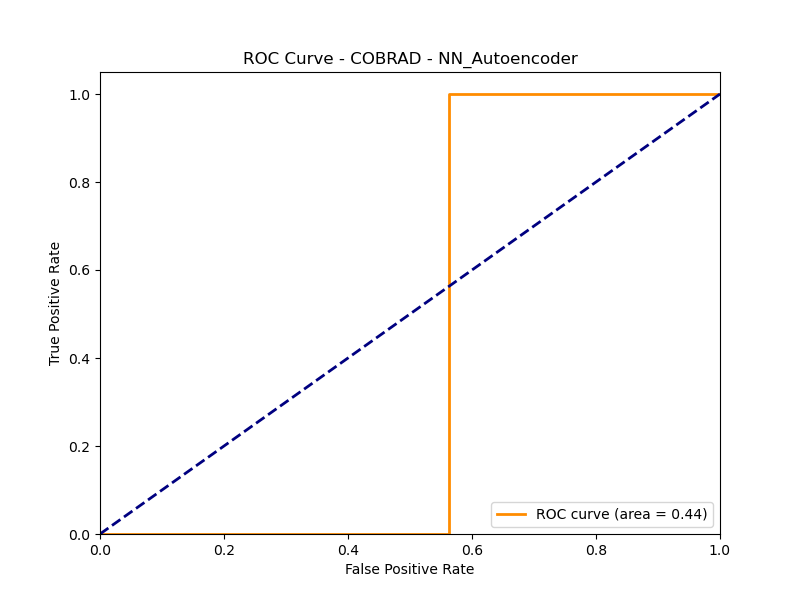 ROC Curve - COBRAD - NN_Autoencoder
True Positive Rate
1.0
0.8
0.6
0.4
0.2
0.0
0.0 0.2 0.4 0.6 0.8 1.0
False Positive Rate
ROC curve (area = 0.44)